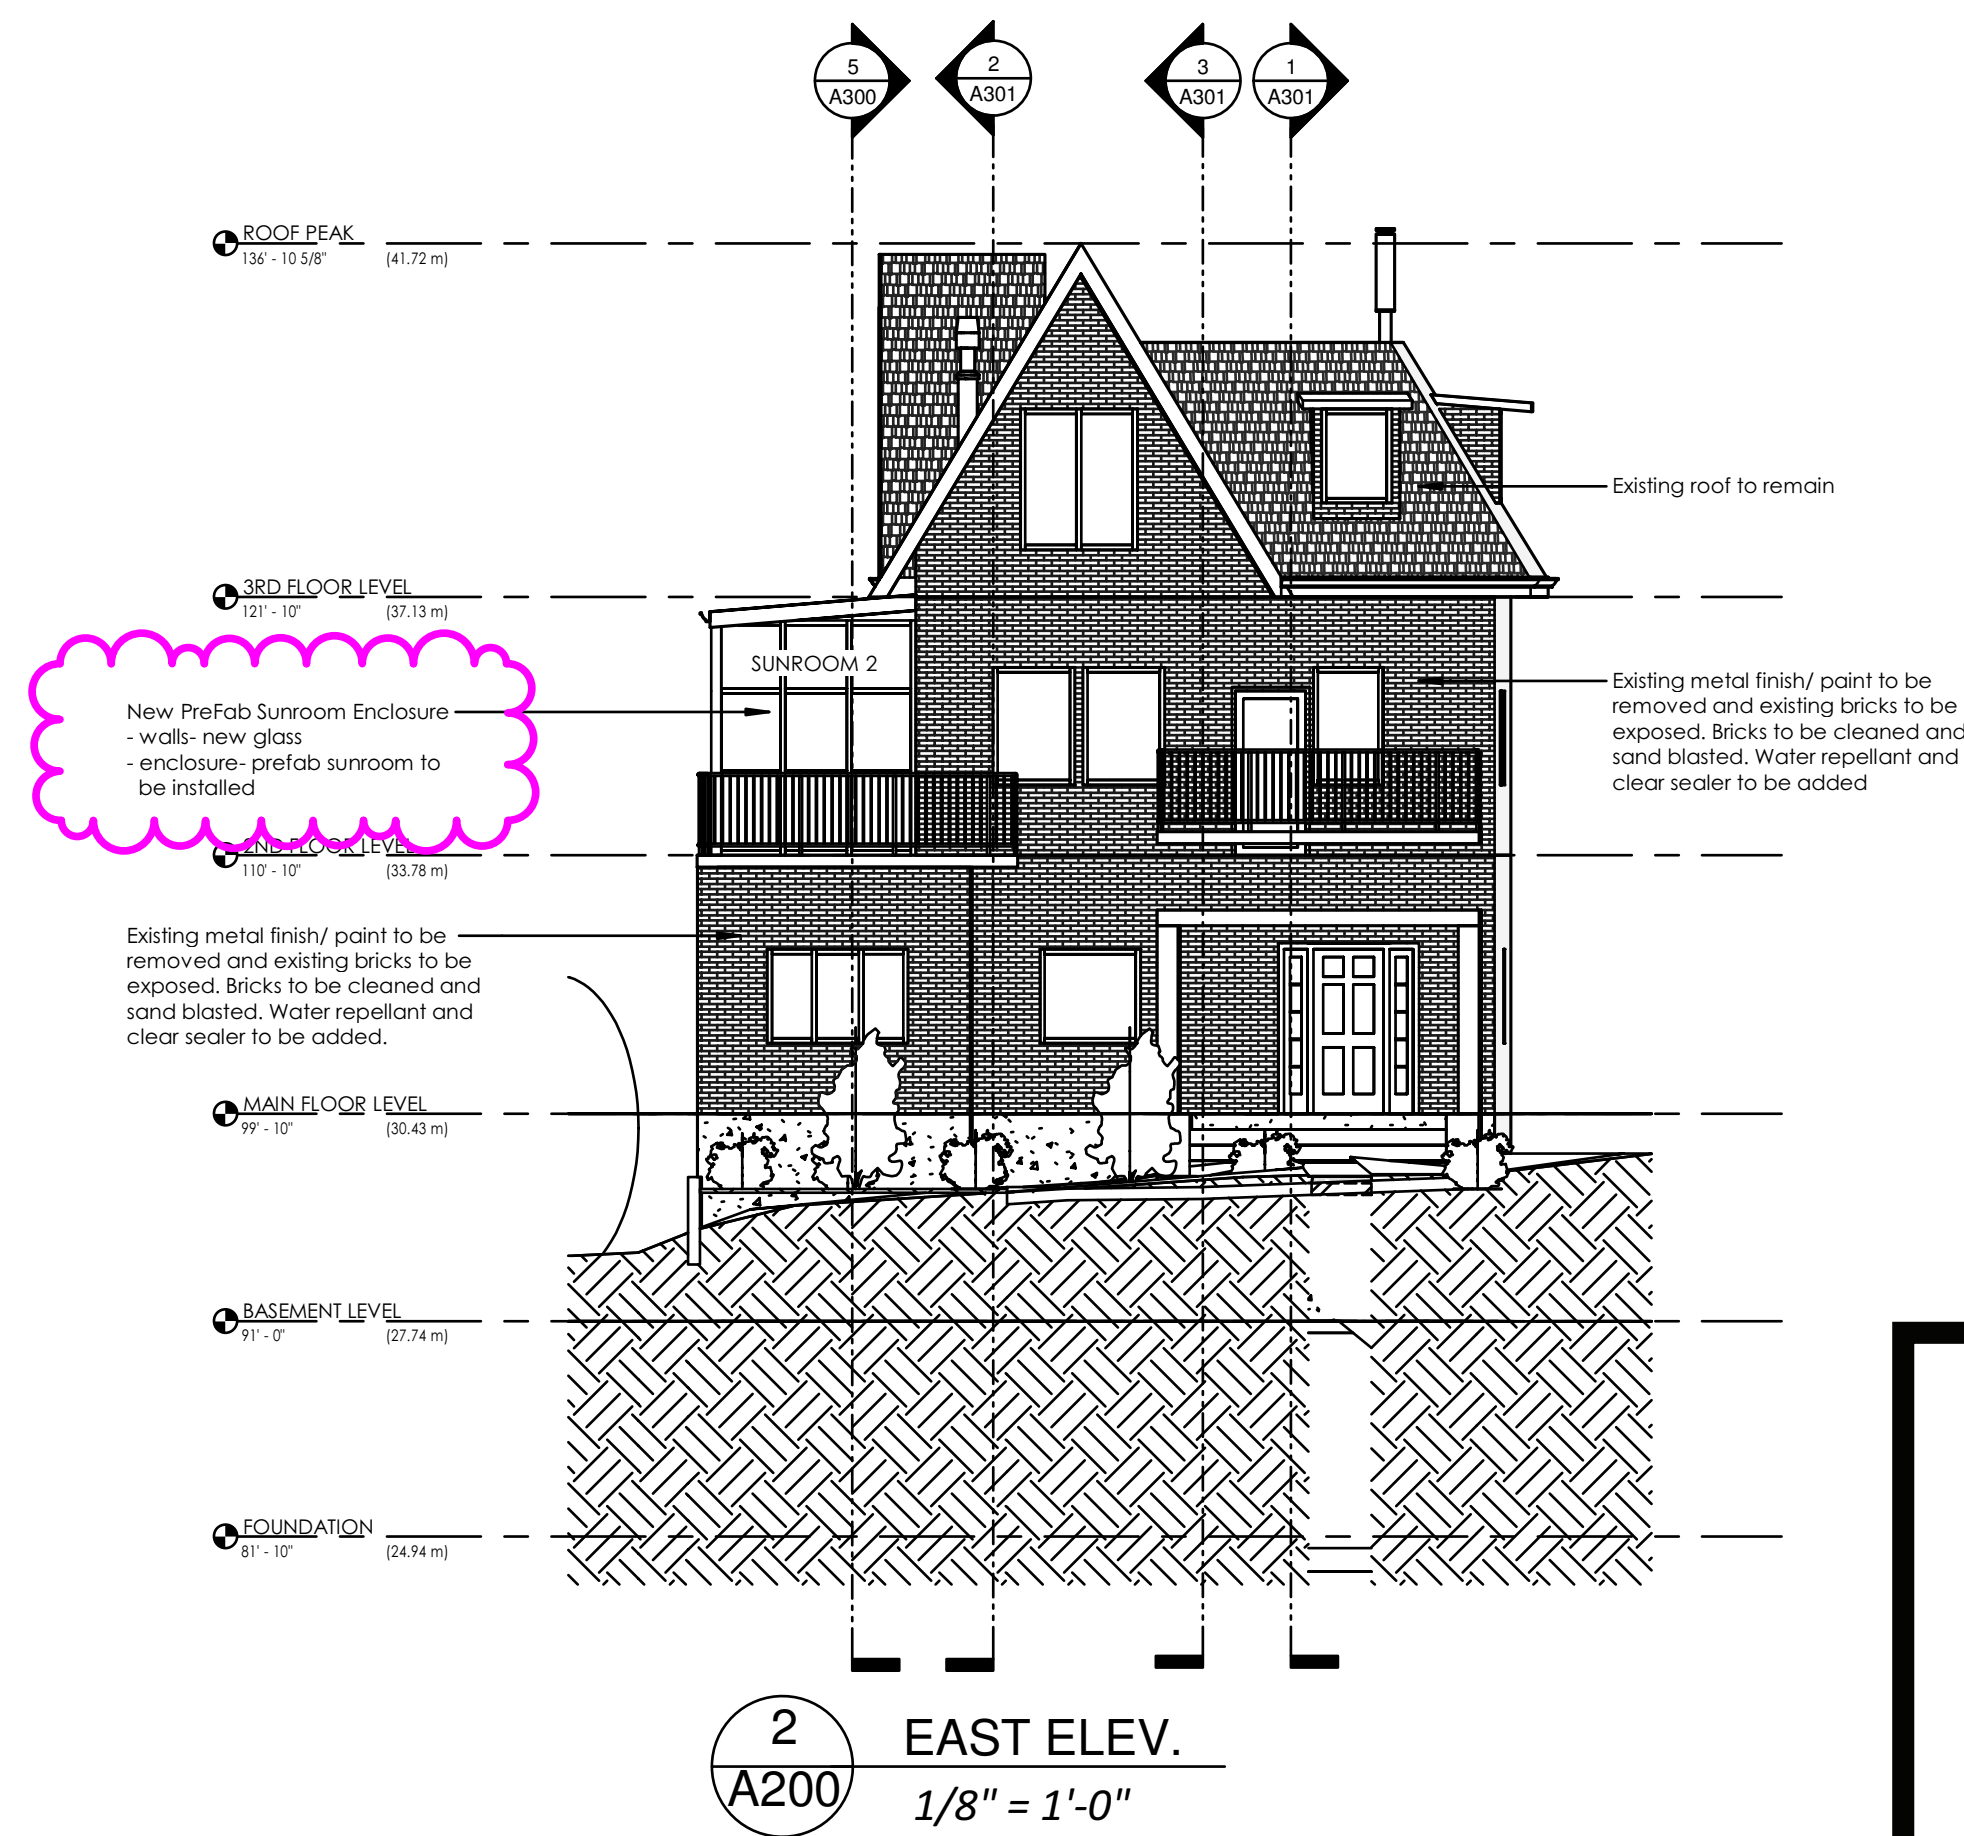 5
A300
2
A301
3
A301
1
A301
ROOF PEAK
136' - 10 5/8" (41.72 m)
Existing roof to remain
3RD FLOOR LEVEL
121' - 10" (37.13 m)
SUNROOM 2
New PreFab Sunroom Enclosure
- walls- new glass
- enclosure- prefab sunroom to
be installed
Existing metal finish/ paint to be
removed and existing bricks to be
exposed. Bricks to be cleaned and
sand blasted. Water repellant and
clear sealer to be added
2ND FLOOR LEVEL
110' - 10" (33.78 m)
Existing metal finish/ paint to be
removed and existing bricks to be
exposed. Bricks to be cleaned and
sand blasted. Water repellant and
clear sealer to be added.
MAIN FLOOR LEVEL
99' - 10" (30.43 m)
BASEMENT LEVEL
91' - 0" (27.74 m)
FOUNDATION
81' - 10" (24.94 m)
2
A200
EAST ELEV.
1/8" = 1'-0"